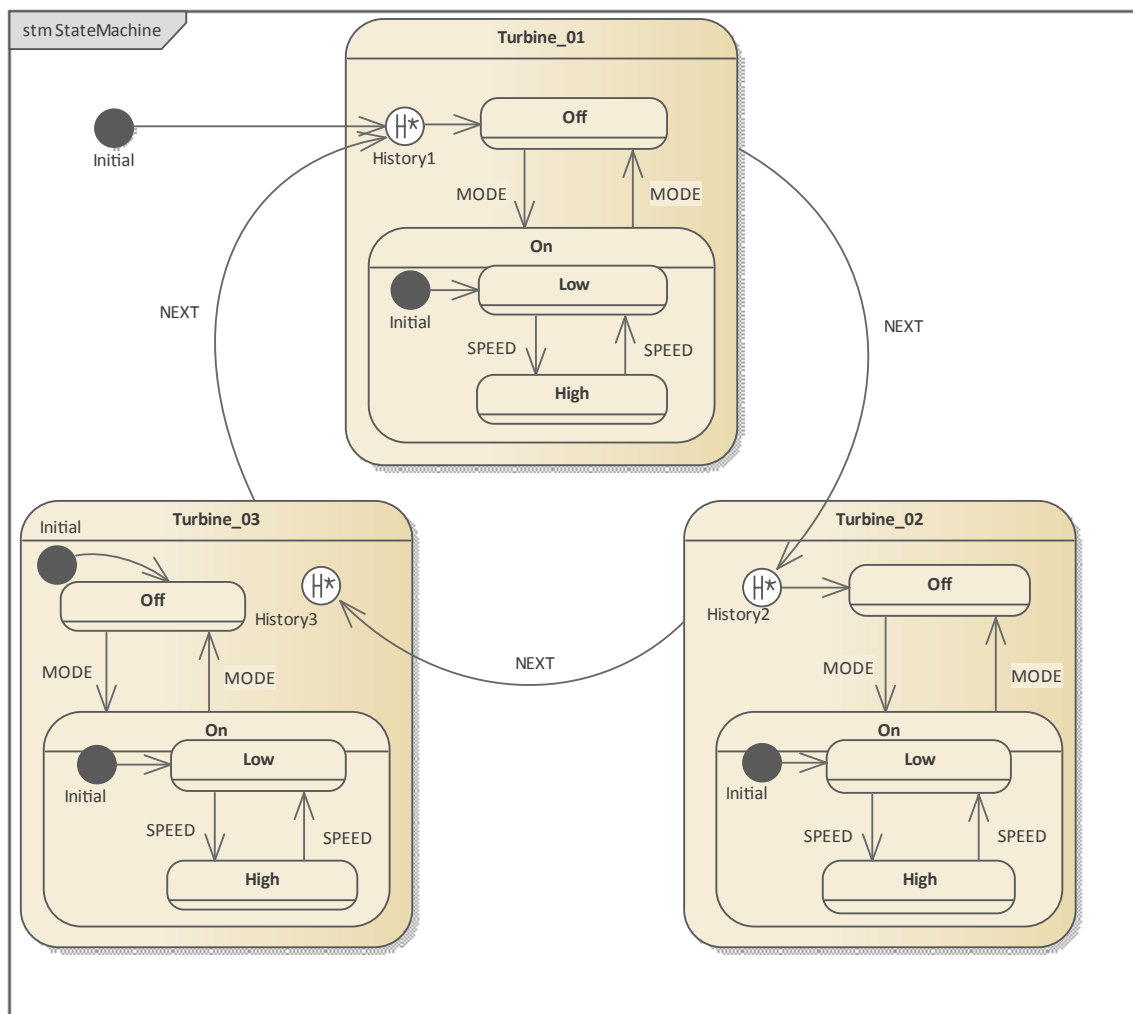 stm StateMachine
Turbine_01
Initial
H*
History1
Off
MODE
MODE
On
Initial
Low
SPEED
SPEED
High
NEXT
NEXT
Turbine_03
Initial
Off
H*
History3
MODE
MODE
On
Initial
Low
SPEED
SPEED
High
NEXT
Turbine_02
H*
History2
Off
MODE
MODE
On
Initial
Low
SPEED
SPEED
High